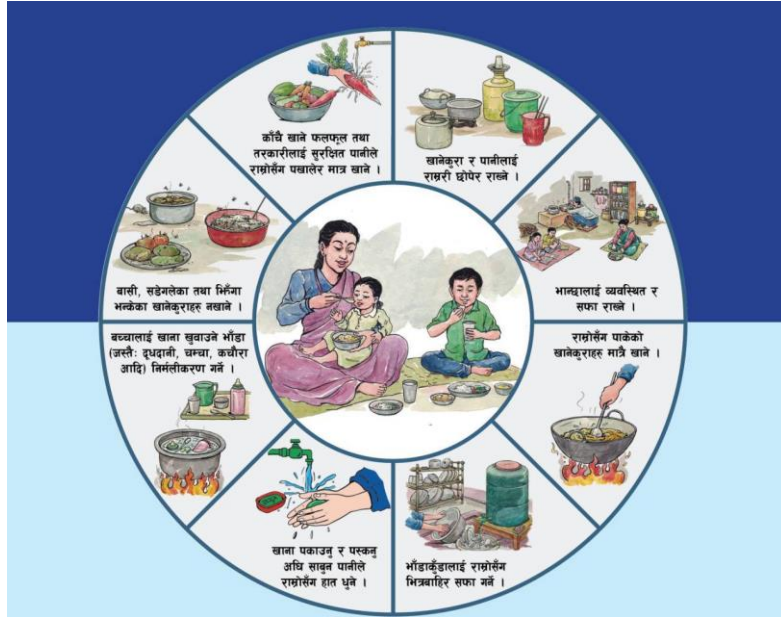 काँचै खाने फलफूल तथा
तरकारीलाई सुरक्षित पानीले
राम्रोसँग पखालेर मात्र खाने ।
खानेकुरा र पानीलाई
राम्ररी छोपेर राख्ने ।
भान्छालाई व्यवस्थित र
सफा राख्ने ।
राम्रोसँग पाकेको
खानेकुराहरु मात्रै खाने ।
भाँडाकुँडालाई राम्रोसँग
भित्रबाहिर सफा गर्ने ।
खाना पकाउनु र पस्कनु
अघि साबुन पानीले
राम्रोसँग हात धुने ।
बच्चालाई खाना खुवाउने भाँडा
(जस्तैः दूधदानी, चम्चा, कचौरा
आदि) निर्मलीकरण गर्ने ।
बासी, सडेगलेका तथा झिँगा
भन्केका खानेकुराहरु नखाने ।